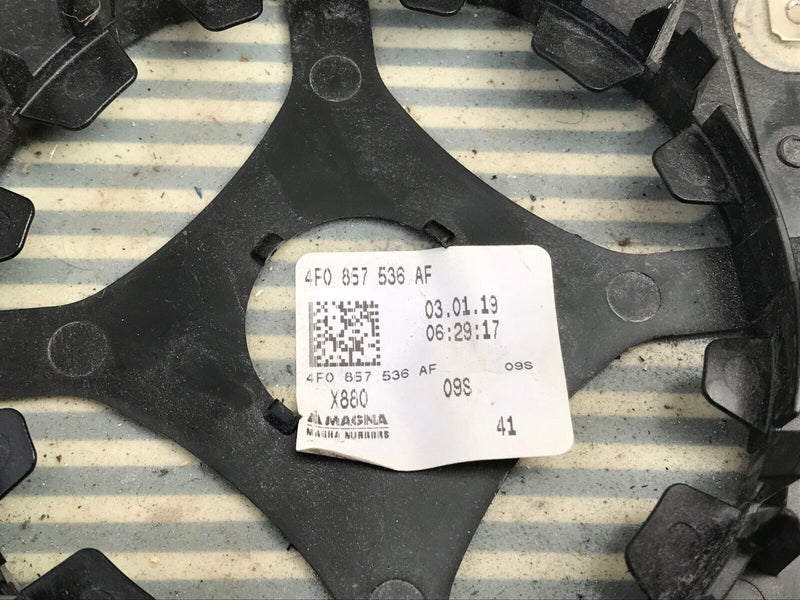 4F0 857 536 AF
03.01.19
06:29:17
4F0 857 536 AF 09S
X880 09S
MAGNA
MAGNA MIRRORS
41